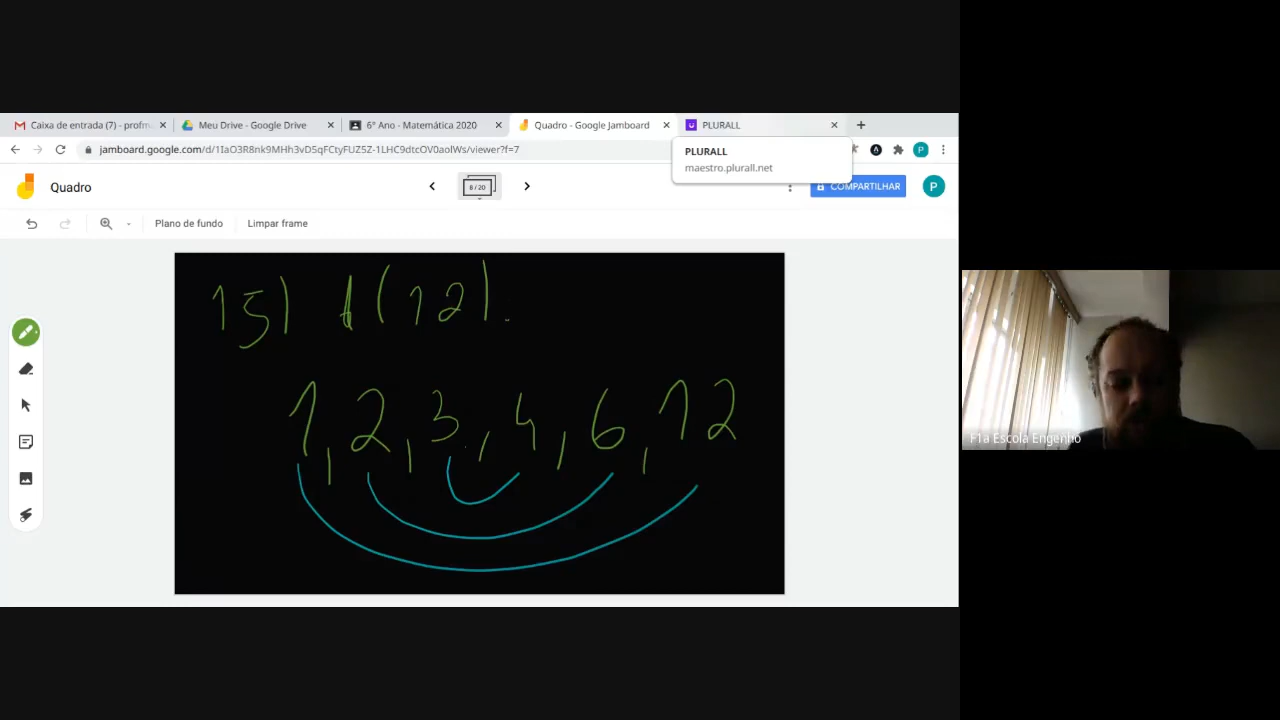 Caixa de entrada (7) - profm
Meu Drive - Google Drive
6º Ano - Matemática 2020
Quadro - Google Jamboard
PLURALL
jamboard.google.com/d/1IaO3R8nk9MHh3vD5qFCtyFUZ5Z-1LHC9dtcOV0aolWs/viewer?f=7
PLURALL
maestro.plurall.net
A
P
Quadro
8 / 20
COMPARTILHAR
P
Plano de fundo
Limpar frame
15) d(12).
1, 2, 3, 4, 6, 12
F1a Escola Engenho